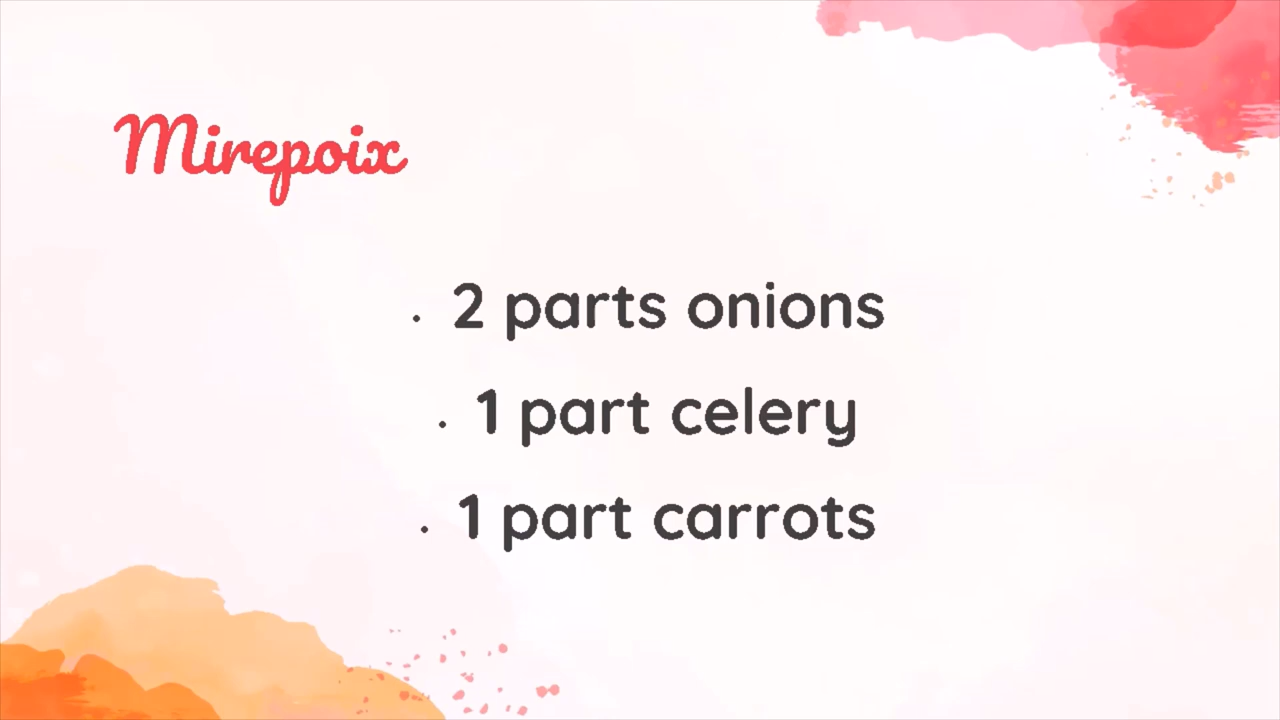 Mirepoix
· 2 parts onions
· 1 part celery
· 1 part carrots